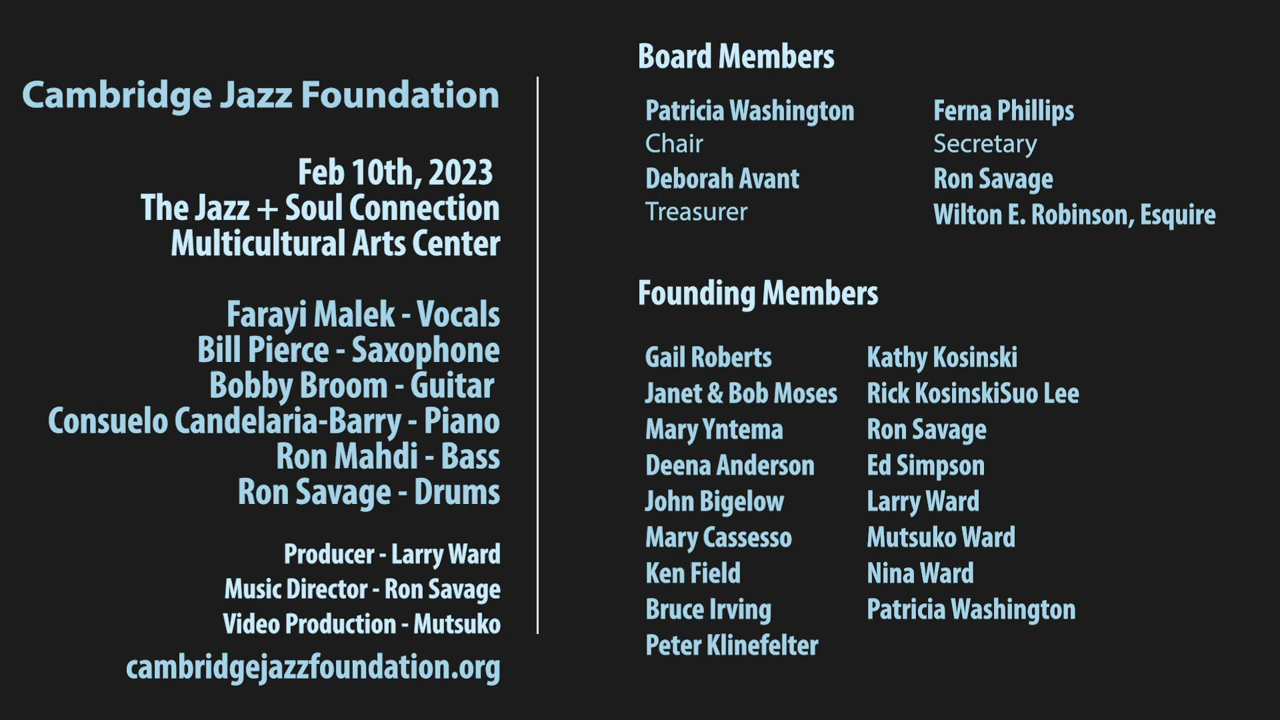 Cambridge Jazz Foundation
Feb 10th, 2023
The Jazz + Soul Connection
Multicultural Arts Center
Farayi Malek - Vocals
Bill Pierce - Saxophone
Bobby Broom - Guitar
Consuelo Candelaria-Barry - Piano
Ron Mahdi - Bass
Ron Savage - Drums
Producer - Larry Ward
Music Director - Ron Savage
Video Production - Mutsuko
cambridgejazzfoundation.org
Board Members
Patricia Washington
Chair
Deborah Avant
Treasurer
Ferna Phillips
Secretary
Ron Savage
Wilton E. Robinson, Esquire
Founding Members
Gail Roberts
Janet & Bob Moses
Mary Yntema
Deena Anderson
John Bigelow
Mary Cassesso
Ken Field
Bruce Irving
Peter Klinefelter
Kathy Kosinski
Rick KosinskiSuo Lee
Ron Savage
Ed Simpson
Larry Ward
Mutsuko Ward
Nina Ward
Patricia Washington